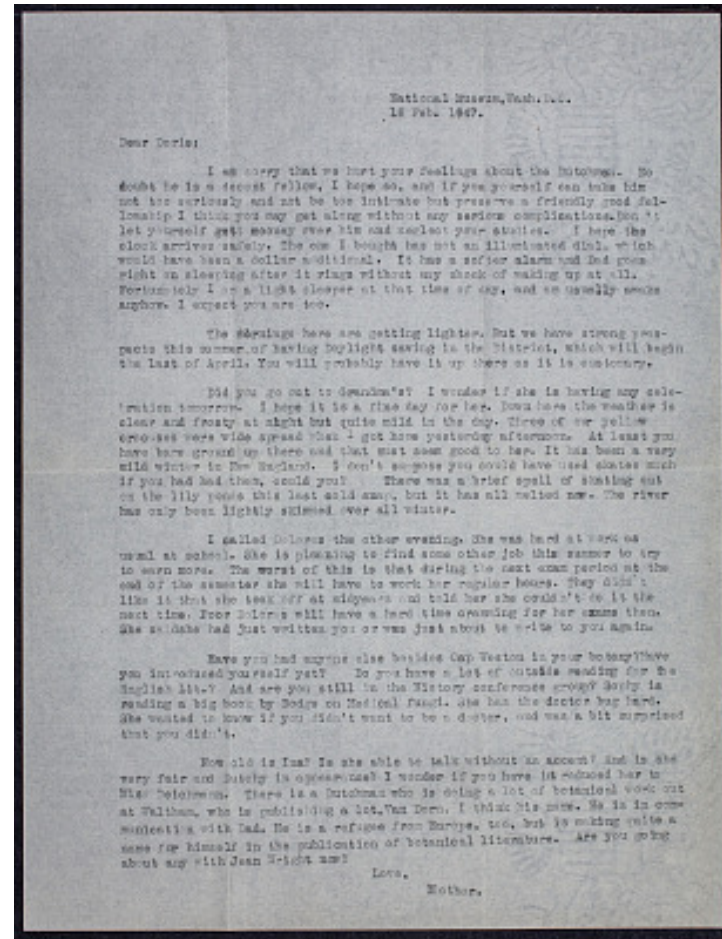 National Museum, Wash. D.C.
18 Feb. 1947.
Dear Doris:
I am sorry that we hurt your feelings about the Dutchman. No
doubt he is a decent fellow, I hope so, and if you yourself can take him
not too seriously and not be too intimate but preserve a friendly good fel-
lowship I think you may get along without any serious complications. Don't
let yourself get over him and neglect your studies. I hope the
clock arrives safely. The one I bought has not an illuminated dial, which
would have been a dollar additional. It has a softer alarm and Dad goes
right on sleeping after it rings without any shock of waking up at all.
Fortunately I am a light sleeper at that time of day, and am usually awake
anyhow. I expect you are too.
The mornings here are getting lighter. But we have strong pros-
pects this summer of having Daylight saving in the District, which will begin
the last of April. You will probably have it up there as it is customary.
Did you go out to Grandma's? I wonder if she is having any cele-
bration tomorrow. I hope it is a fine day for her. Down here the weather is
clear and frosty at night but quite mild in the day. Three of our yellow
crocuses were wide spread when I got home yesterday afternoon. At least you
have bare ground up there and that must seem good to her. It has been a very
mild winter in New England. I don't suppose you could have used skates much
if you had had them, could you? There was a brief spell of skating out
on the lily ponds this last cold snap, but it has all melted now. The river
has only been lightly skimmed over all winter.
I called Dolores the other evening. She was hard at work as
usual at school. She is planning to find some other job this summer to try
to earn more. The worst of this is that during the next exam period at the
end of the semester she will have to work her regular hours. They didn't
like it that she took off at midyears and told her she couldn't do it the
next time. Poor Dolores will have a hard time cramming for her exams then.
She saidshe had just written you or was just about to write to you again.
Have you had anyone else besides Cap Weston in your botany?Have
you introduced yourself yet? Do you have a lot of outside reading for the
English Lit.? And are you still in the History conference group? Sophy is
reading a big book by Dodge on Medical fungi. She has the doctor bug hard.
She wanted to know if you didn't want to be a doctor, and was a bit surprised
that you didn't.
How old is Ina? Is she able to talk without an accent? And is she
very fair and Dutchy in appearance? I wonder if you have introduced her to
Miss Deichmann. There is a Dutchman who is doing a lot of botanical work out
at Waltham, who is publishing a lot, Van Dorn, I think his name. He is in com-
munication with Dad. He is a refugee from Europe, too, but is making quite a
name for himself in the publication of botanical literature. Are you going
about any with Jean Wright now?
Love,
Mother.